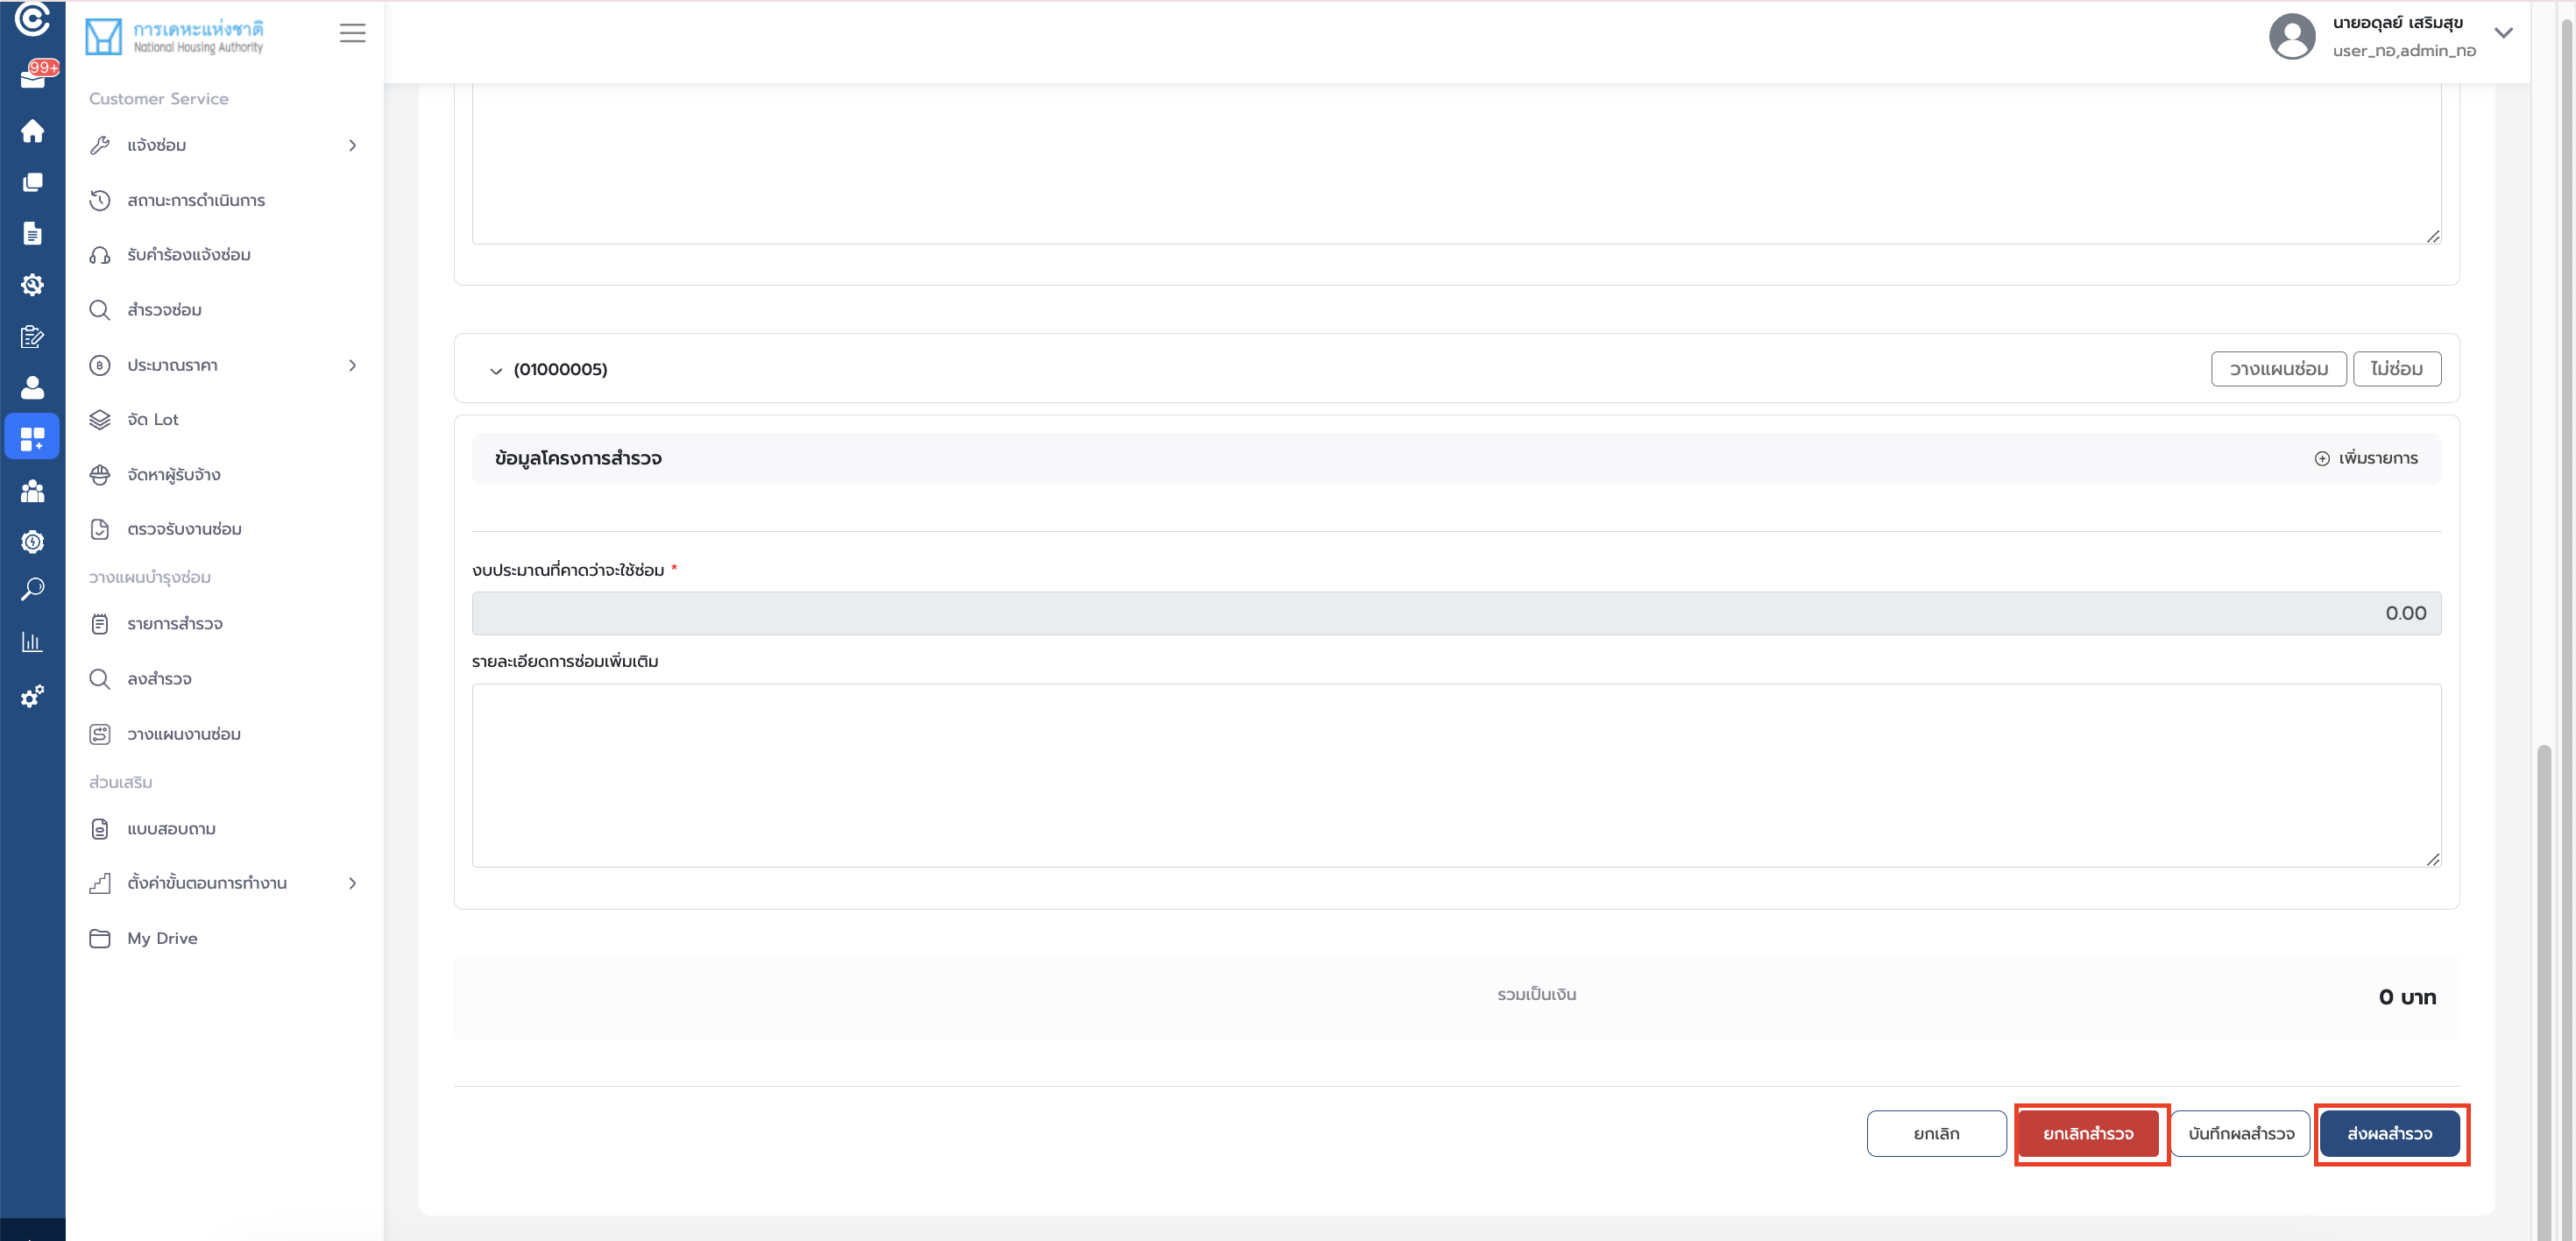 99+
การเคหะแห่งชาติ
National Housing Authority
Customer Service
แจ้งซ่อม
สถานะการดำเนินการ
รับคำร้องแจ้งซ่อม
สำรวจซ่อม
ประมาณราคา
จัด Lot
จัดหาผู้รับจ้าง
ตรวจรับงานซ่อม
วางแผนบำรุงซ่อม
รายการสำรวจ
ลงสำรวจ
วางแผนงานซ่อม
ส่วนเสริม
แบบสอบถาม
ตั้งค่าขั้นตอนการทำงาน
My Drive
นายอดุลย์ เสริมสุข
user_กอ,admin_กอ
(01000005)
วางแผนซ่อม
ไม่ซ่อม
ข้อมูลโครงการสำรวจ
เพิ่มรายการ
งบประมาณที่คาดว่าจะใช้ซ่อม *
0.00
รายละเอียดการซ่อมเพิ่มเติม
รวมเป็นเงิน
0 บาท
ยกเลิก
ยกเลิกสำรวจ
บันทึกผลสำรวจ
ส่งผลสำรวจ